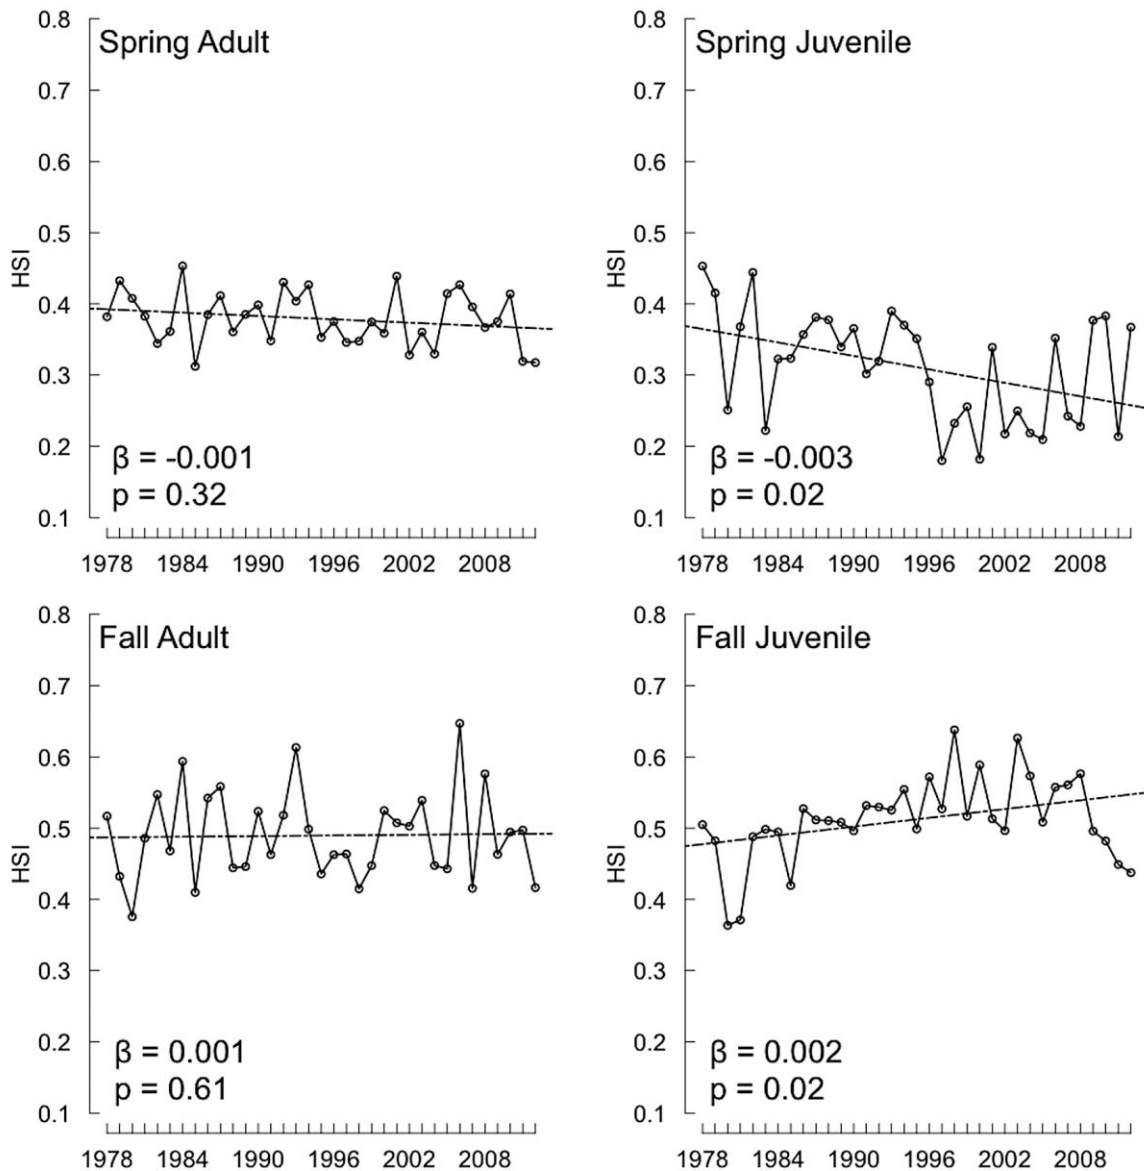 Spring Adult
0.8
0.7
0.6
0.5
0.4
0.3
0.2
0.1
HSI
β = -0.001
p = 0.32
1978 1984 1990 1996 2002 2008
Spring Juvenile
0.8
0.7
0.6
0.5
0.4
0.3
0.2
0.1
HSI
β = -0.003
p = 0.02
1978 1984 1990 1996 2002 2008
Fall Adult
0.8
0.7
0.6
0.5
0.4
0.3
0.2
0.1
HSI
β = 0.001
p = 0.61
1978 1984 1990 1996 2002 2008
Fall Juvenile
0.8
0.7
0.6
0.5
0.4
0.3
0.2
0.1
HSI
β = 0.002
p = 0.02
1978 1984 1990 1996 2002 2008